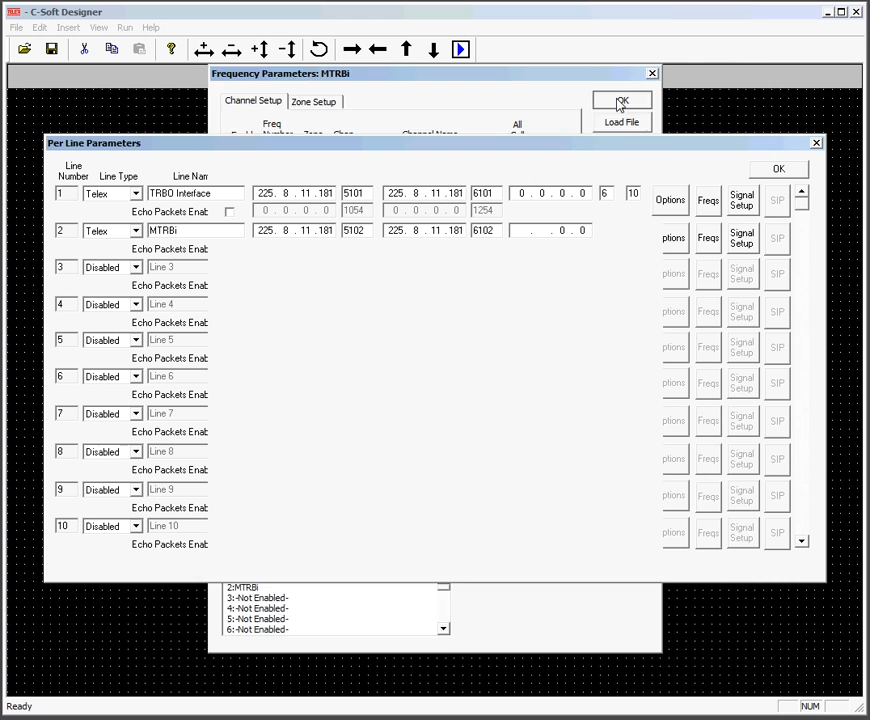 TELEX - C-Soft Designer
File Edit Insert View Run Help
Frequency Parameters: MTRBi
Channel Setup Zone Setup
OK
Freq All
Load File
Per Line Parameters
Line
Number Line Type Line Nar
OK
1 Telex TRBO Interface 225. 8 . 11 .181 5101 225. 8 . 11 .181 6101 0 . 0 . 0 . 0 6 10 Options Freqs Signal Setup SIP
Echo Packets Enab 0 . 0 . 0 . 0 1054 0 . 0 . 0 . 0 1254
2 Telex MTRBi 225. 8 . 11 .181 5102 225. 8 . 11 .181 6102 . . 0 . 0 ptions Freqs Signal Setup SIP
Echo Packets Enab
3 Disabled Line 3 ptions Freqs Signal Setup SIP
Echo Packets Enab
4 Disabled Line 4 ptions Freqs Signal Setup SIP
Echo Packets Enab
5 Disabled Line 5 ptions Freqs Signal Setup SIP
Echo Packets Enab
6 Disabled Line 6 ptions Freqs Signal Setup SIP
Echo Packets Enab
7 Disabled Line 7 ptions Freqs Signal Setup SIP
Echo Packets Enab
8 Disabled Line 8 ptions Freqs Signal Setup SIP
Echo Packets Enab
9 Disabled Line 9 ptions Freqs Signal Setup SIP
Echo Packets Enab
10 Disabled Line 10 ptions Freqs Signal Setup SIP
Echo Packets Enab
2:MTRBi
3:-Not Enabled-
4:-Not Enabled-
5:-Not Enabled-
6:-Not Enabled-
Ready NUM